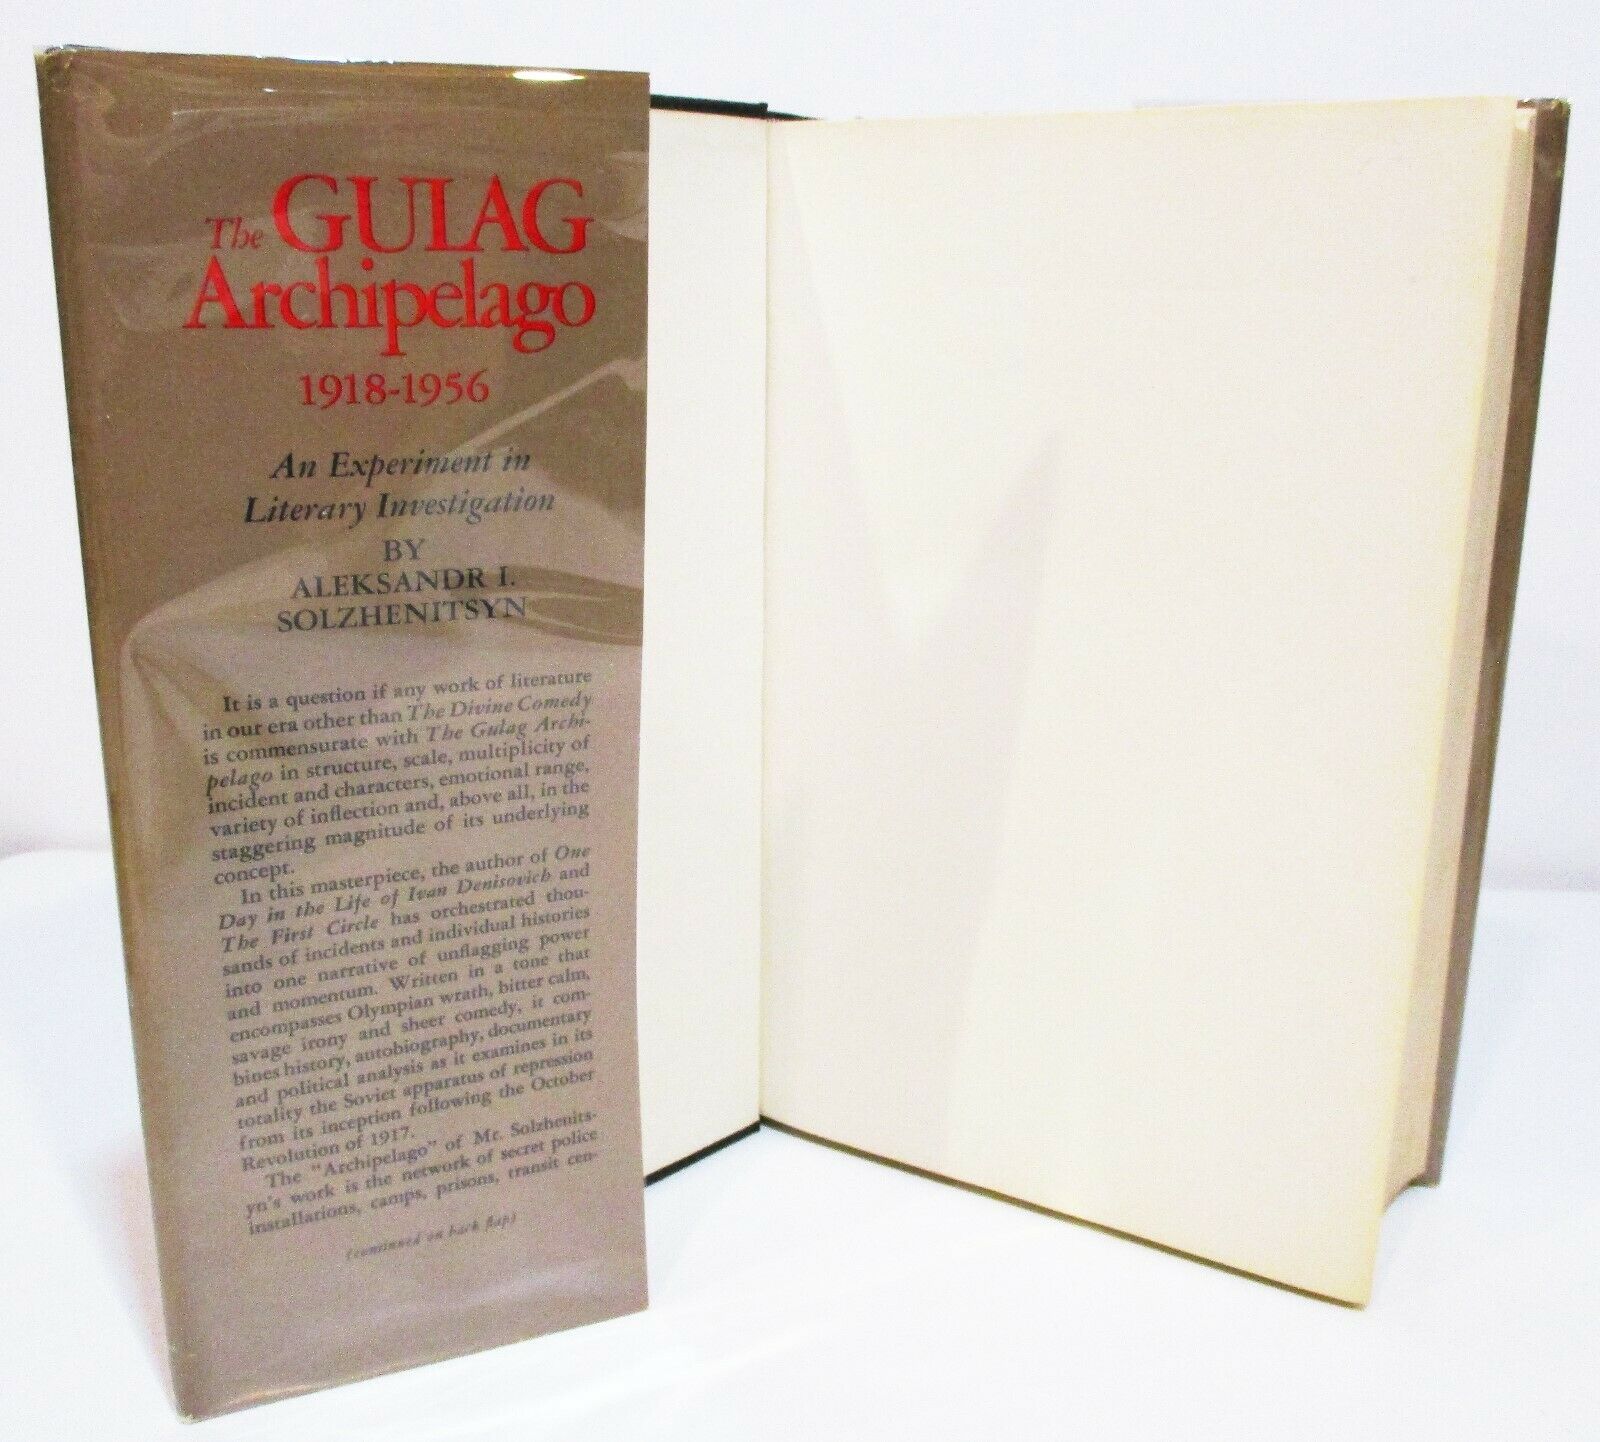 The GULAG
Archipelago
1918-1956
An Experiment in
Literary Investigation
BY
ALEKSANDR I.
SOLZHENITSYN
It is a question if any work of literature
in our era other than The Divine Comedy
is commensurate with The Gulag Archi-
pelago in structure, scale, multiplicity of
incident and characters, emotional range,
variety of inflection and, above all, in the
staggering magnitude of its underlying
concept.
In this masterpiece, the author of One
Day in the Life of Ivan Denisovich and
The First Circle has orchestrated thou-
sands of incidents and individual histories
into one narrative of unflagging power
and momentum. Written in a tone that
encompasses Olympian wrath, bitter calm,
savage irony and sheer comedy, it com-
bines history, autobiography, documentary
and political analysis as it examines in its
totality the Soviet apparatus of repression
from its inception following the October
Revolution of 1917.
The "Archipelago" of Mr. Solzhenits-
yn's work is the network of secret police
installations, camps, prisons, transit cen-
(continued on back flap)